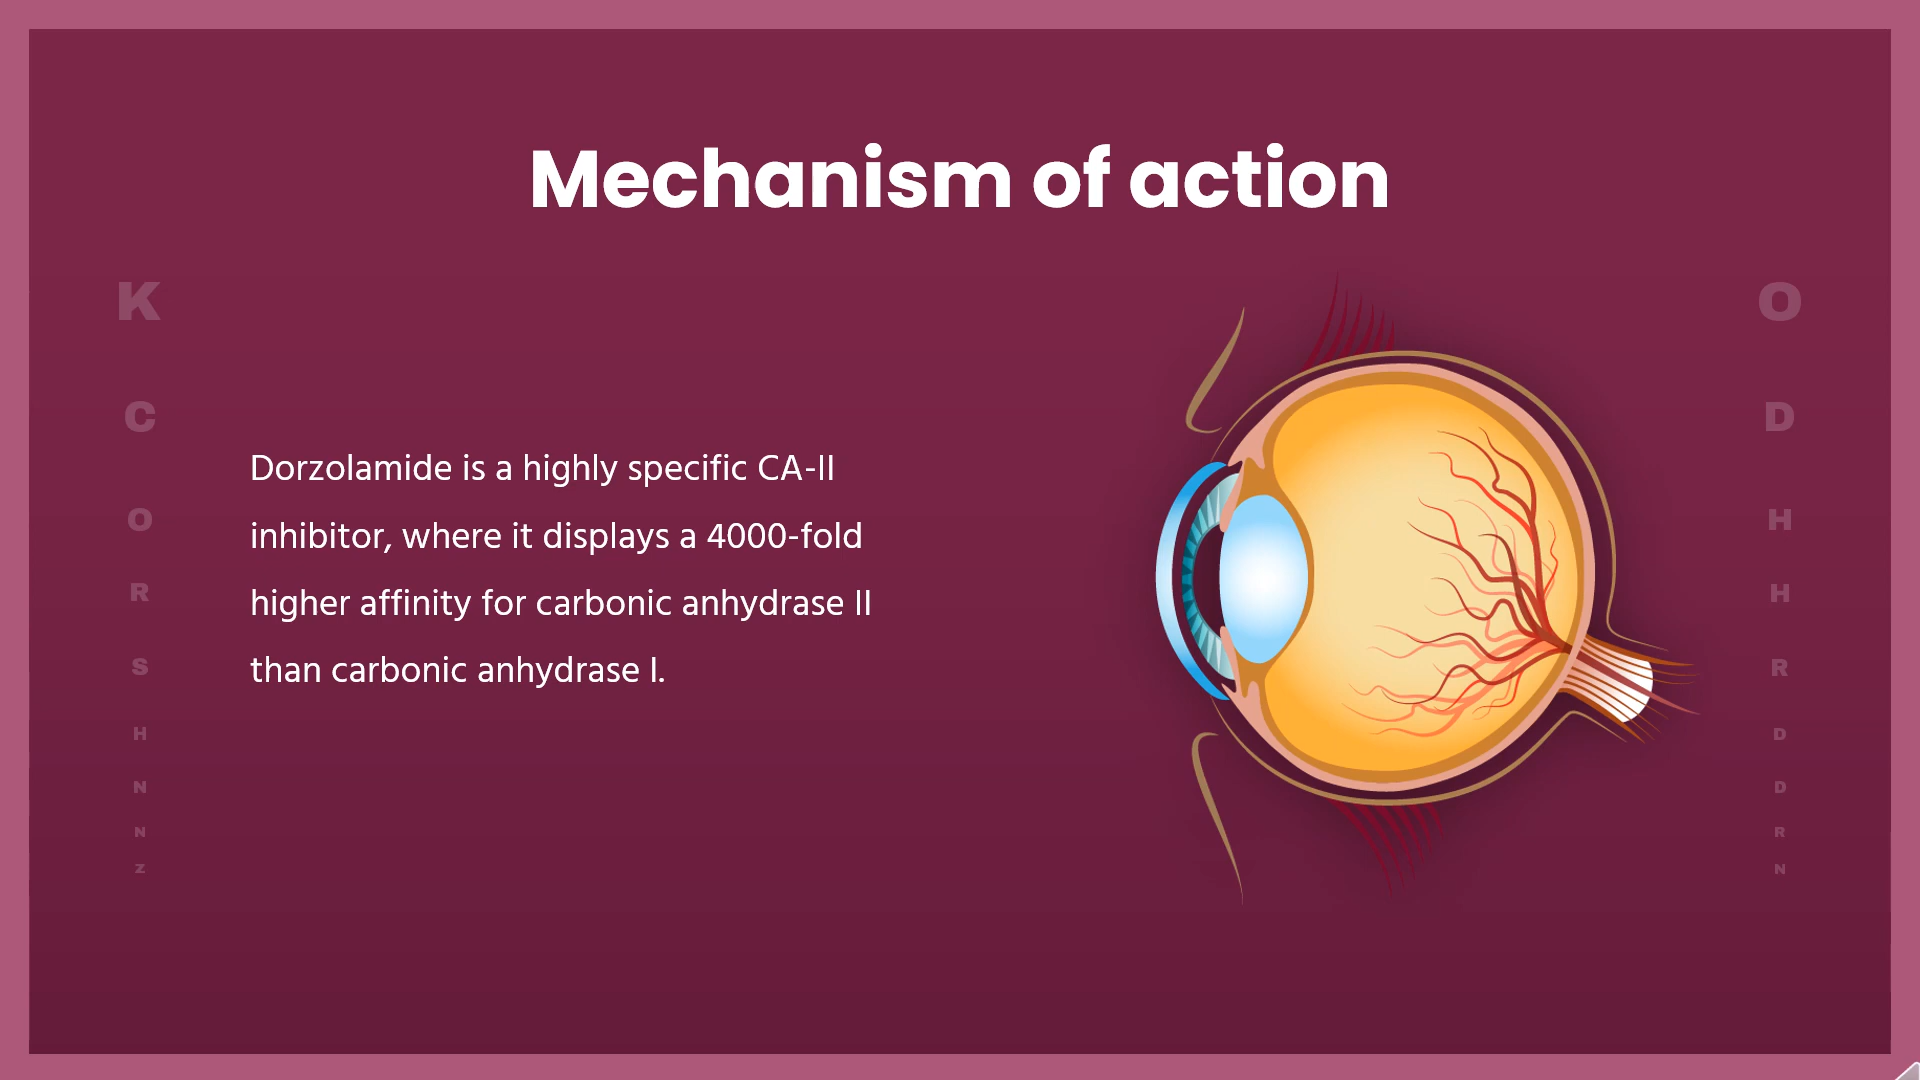 Mechanism of action
Dorzolamide is a highly specific CA-II
inhibitor, where it displays a 4000-fold
higher affinity for carbonic anhydrase II
than carbonic anhydrase I.
K
C
O
R
S
H
N
N
Z
O
D
H
H
R
D
D
R
N